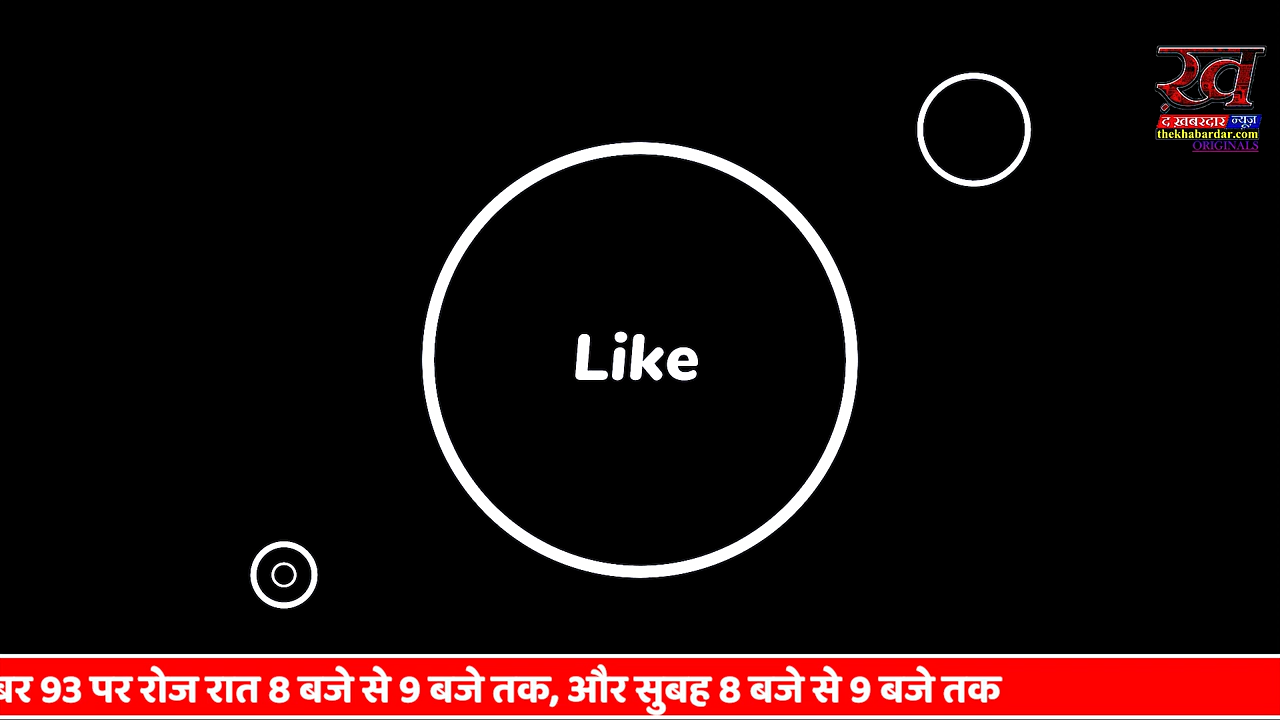 ख़
द ख़बरदार न्यूज़
thekhabardar.com
ORIGINALS
Like
बर 93 पर रोज रात 8 बजे से 9 बजे तक, और सुबह 8 बजे से 9 बजे तक